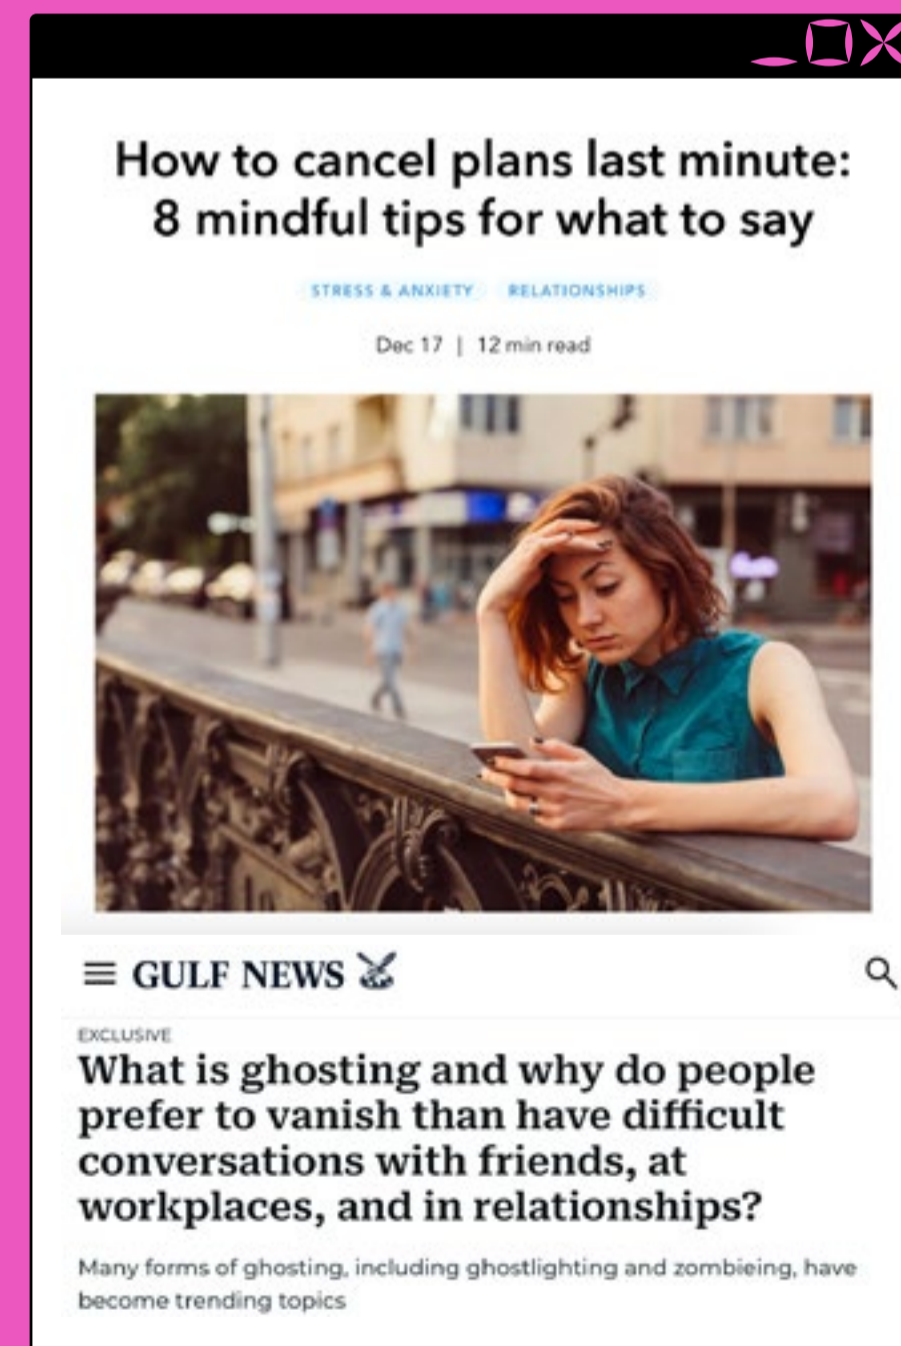 How to cancel plans last minute:
8 mindful tips for what to say
STRESS & ANXIETY RELATIONSHIPS
Dec 17 | 12 min read
GULF NEWS
EXCLUSIVE
What is ghosting and why do people
prefer to vanish than have difficult
conversations with friends, at
workplaces, and in relationships?
Many forms of ghosting, including ghostlighting and zombieing, have
become trending topics